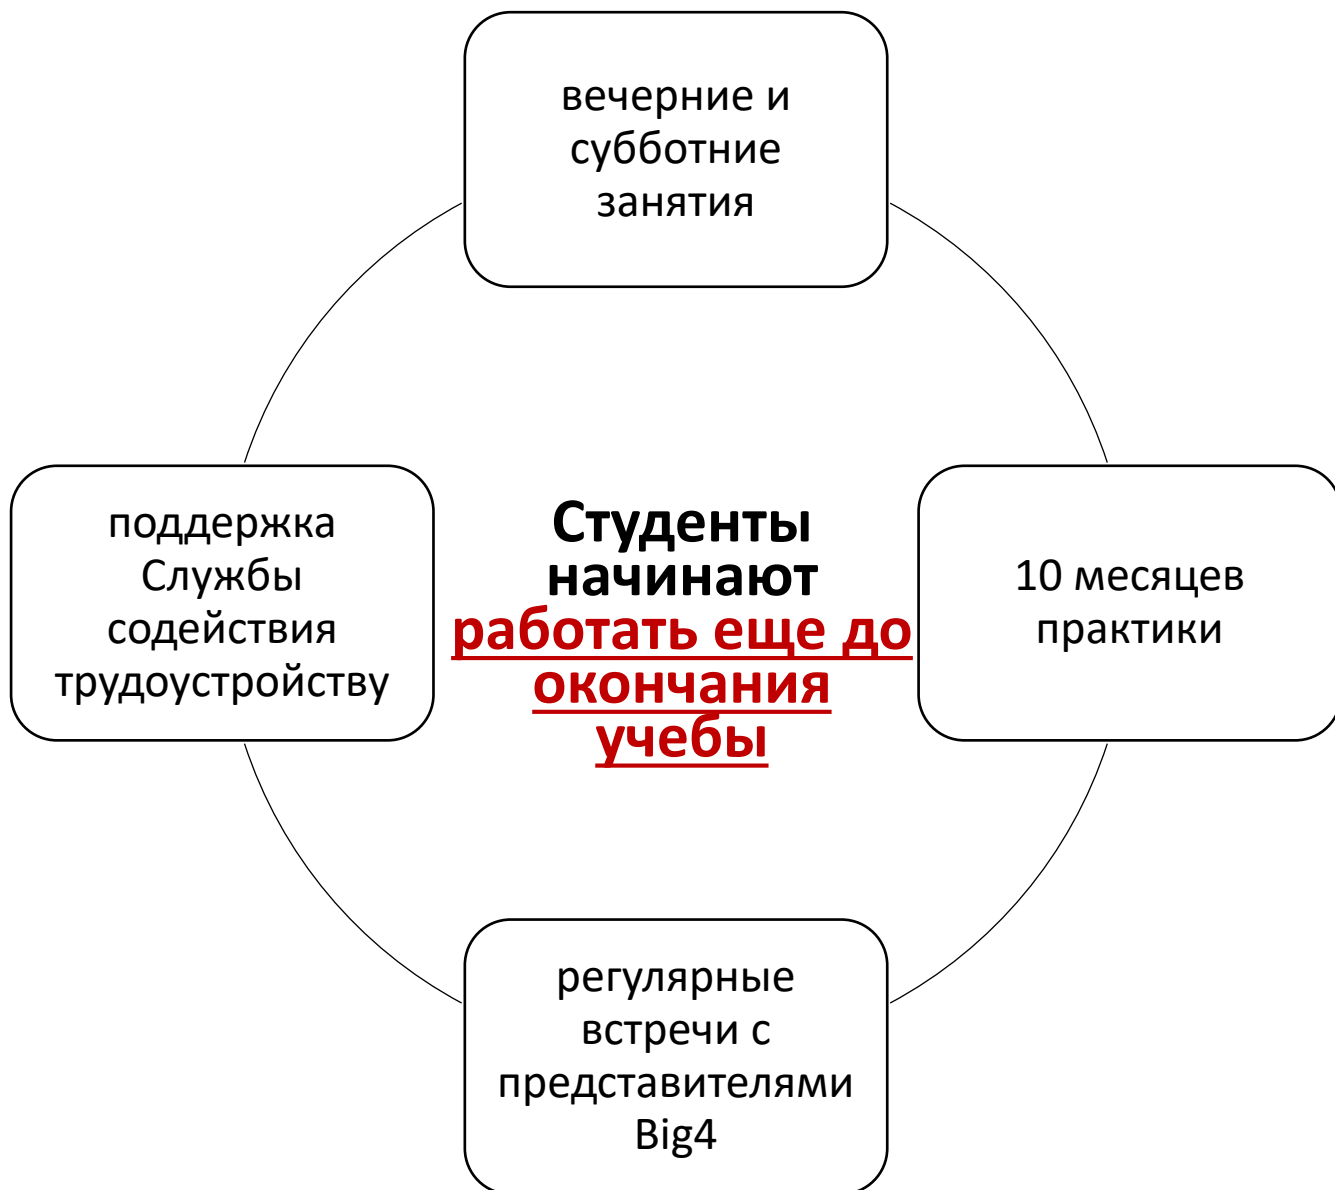 вечерние и
субботние
занятия
поддержка
Службы
содействия
трудоустройству
Студенты
начинают
работать еще до
окончания
учебы
10 месяцев
практики
регулярные
встречи с
представителями
Big4